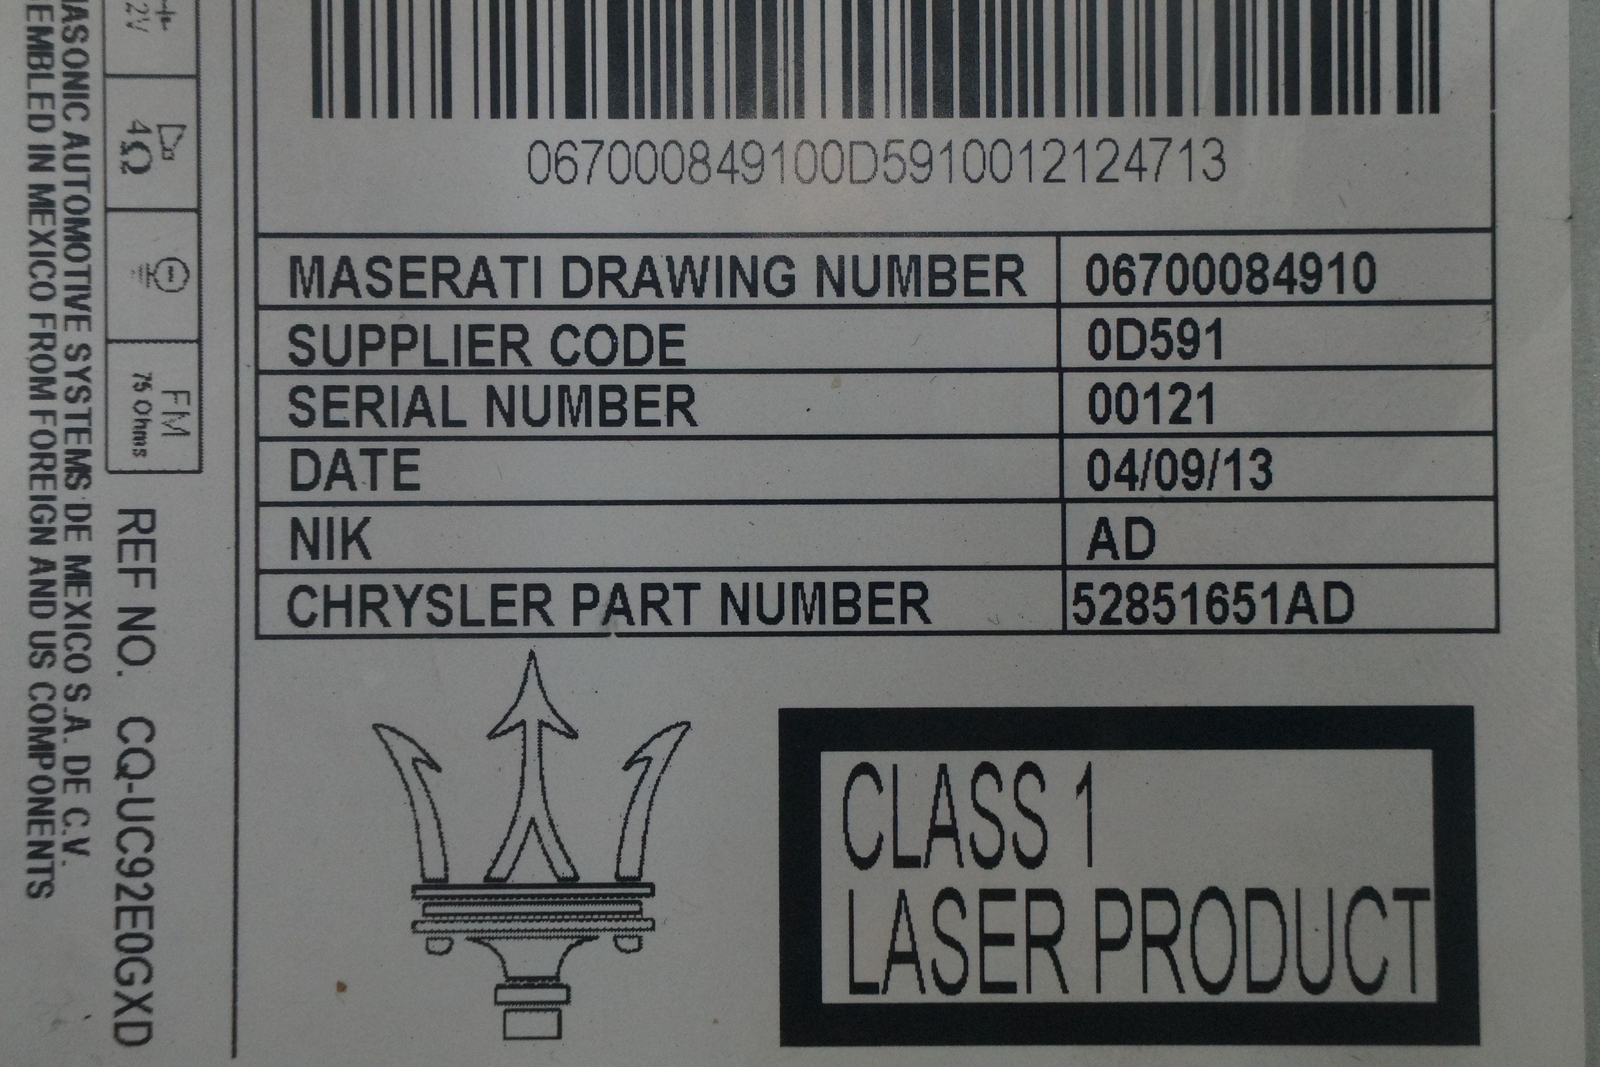 067000849100D5910012124713
MASERATI DRAWING NUMBER 06700084910
SUPPLIER CODE 0D591
SERIAL NUMBER 00121
DATE 04/09/13
NIK AD
CHRYSLER PART NUMBER 52851651AD
CLASS 1
LASER PRODUCT
2V
4Ω
FM
75 Ohms
REF NO. CQ-UC92E0GXD
ASONIC AUTOMOTIVE SYSTEMS DE MEXICO S.A. DE C.V.
EMBLED IN MEXICO FROM FOREIGN AND US COMPONENTS